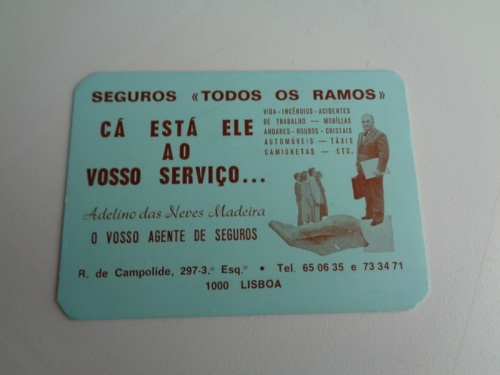 SEGUROS «TODOS OS RAMOS»
CÁ ESTÁ ELE
AO
VOSSO SERVIÇO...
VIDA - INCÊNDIOS - ACIDENTES
DE TRABALHO — MOBÍLIAS
ANDARES - ROUBOS - CRISTAIS
AUTOMÓVEIS — TÁXIS
CAMIONETAS — ETC.
Adelino das Neves Madeira
O VOSSO AGENTE DE SEGUROS
R. de Campolide, 297-3.º Esq.º • Tel. 65 06 35 e 73 34 71
1000 LISBOA